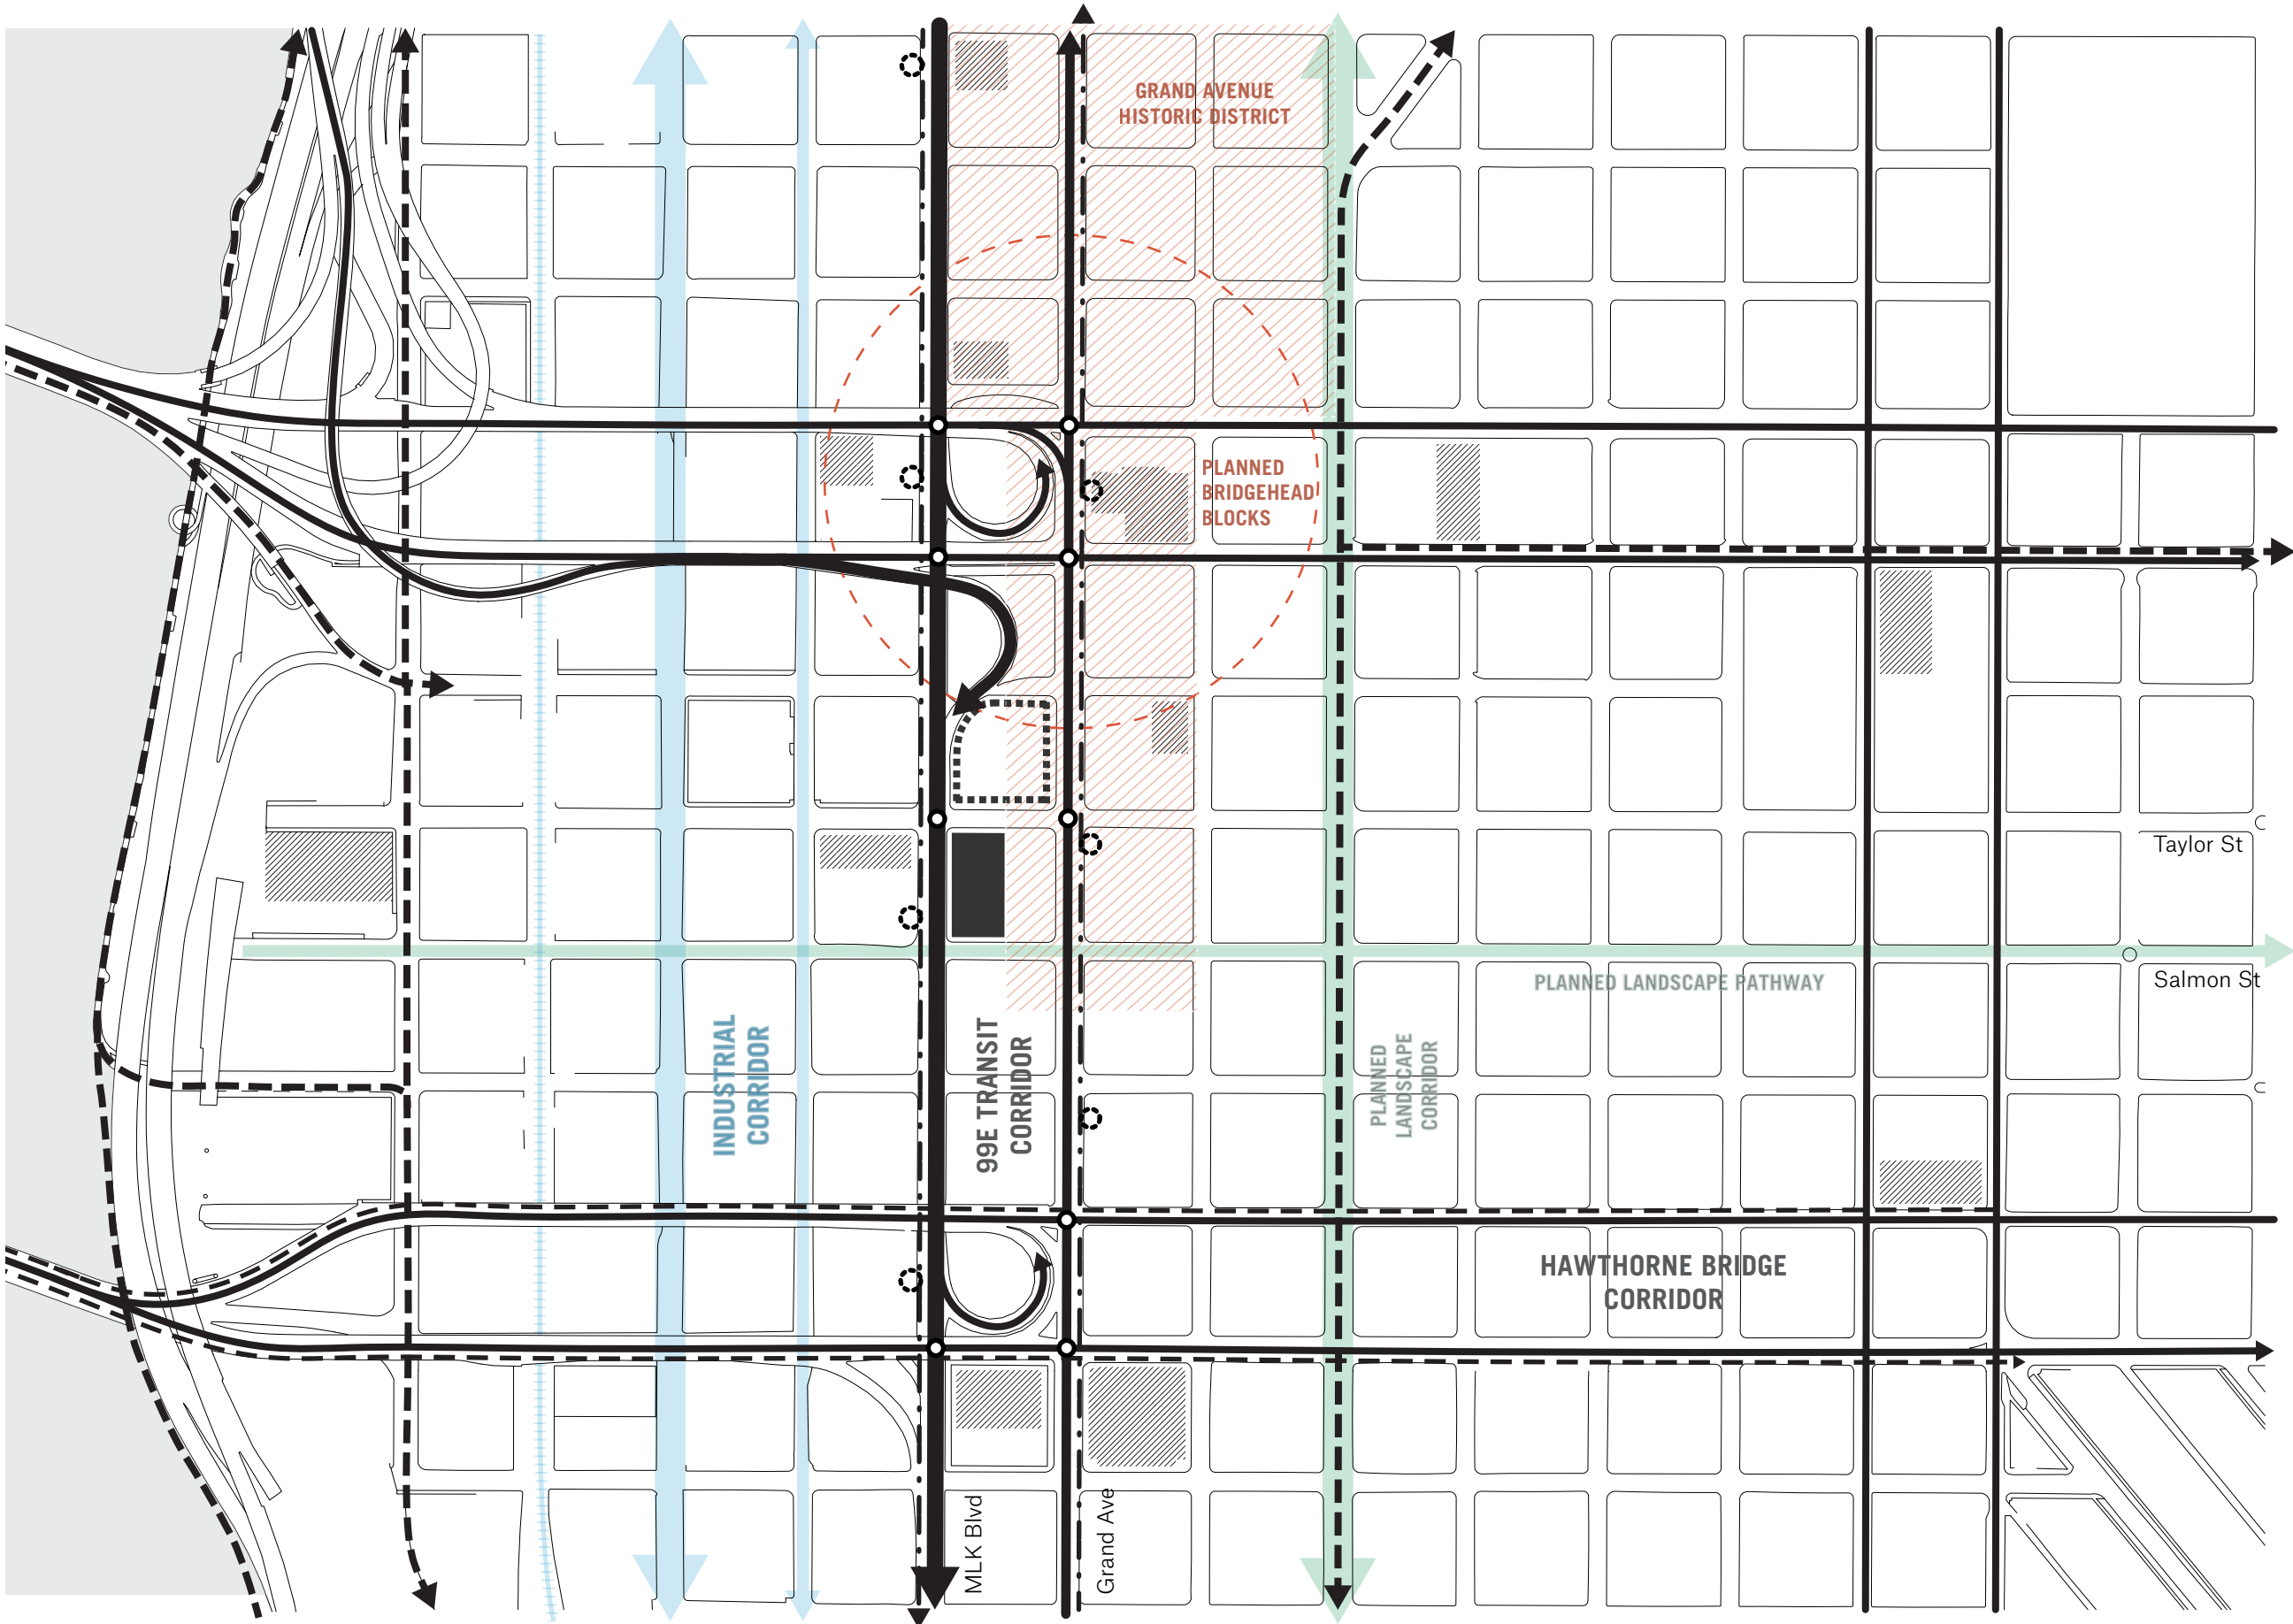 GRAND AVENUE
HISTORIC DISTRICT
PLANNED
BRIDGEHEAD
BLOCKS
Taylor St
PLANNED LANDSCAPE PATHWAY
Salmon St
INDUSTRIAL
CORRIDOR
99E TRANSIT
CORRIDOR
PLANNED
LANDSCAPE
CORRIDOR
HAWTHORNE BRIDGE
CORRIDOR
MLK Blvd
Grand Ave